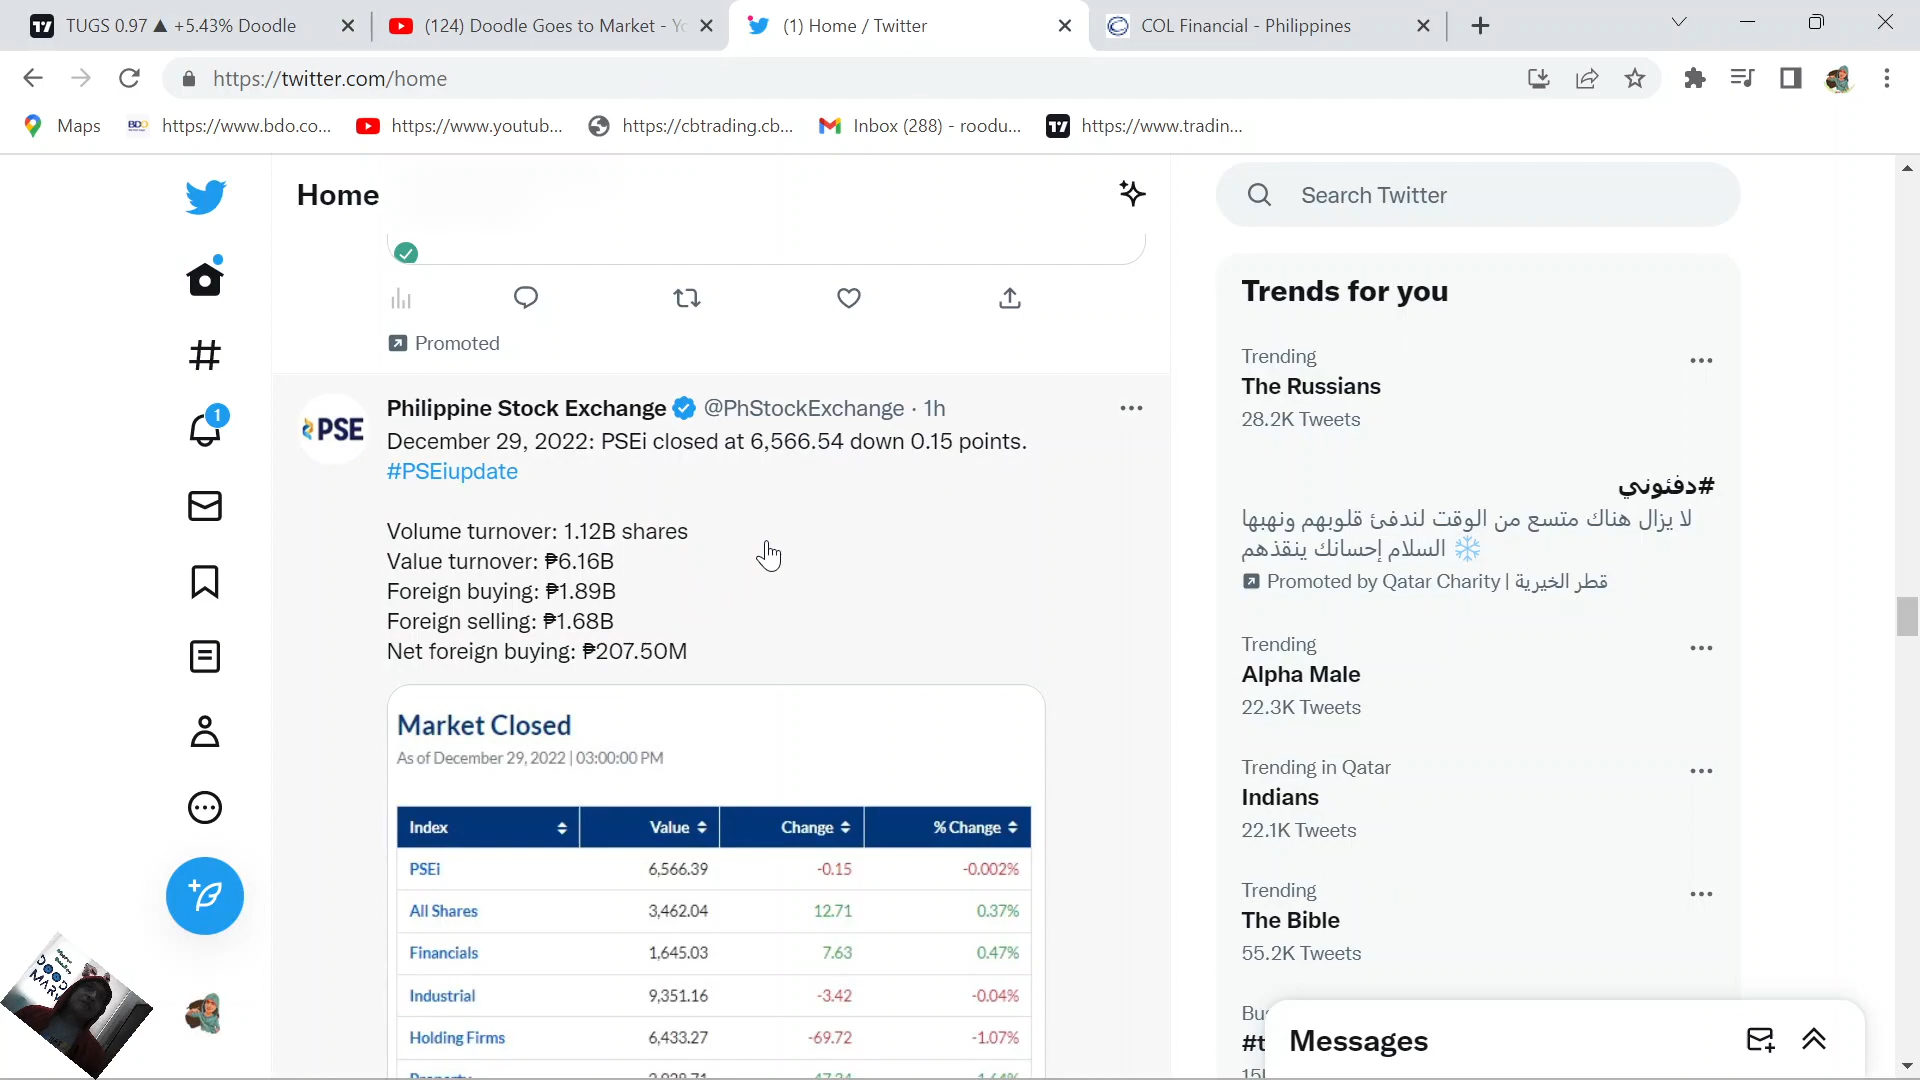 TUGS 0.97 ▲ +5.43% Doodle
(124) Doodle Goes to Market - Yo
(1) Home / Twitter
COL Financial - Philippines
https://twitter.com/home
Maps
BDO
https://www.bdo.co...
https://www.youtub...
https://cbtrading.cb...
Inbox (288) - roodu...
https://www.tradin...
Home
Search Twitter
Promoted
Trends for you
Trending
The Russians
28.2K Tweets
#دفئوني
لا يزال هناك متسع من الوقت لندفئ قلوبهم ونهبها
السلام إحسانك ينقذهم ❄️
Promoted by Qatar Charity | قطر الخيرية
Trending
Alpha Male
22.3K Tweets
Trending in Qatar
Indians
22.1K Tweets
Trending
The Bible
55.2K Tweets
#t
Messages
1
PSE
Philippine Stock Exchange @PhStockExchange · 1h
December 29, 2022: PSEi closed at 6,566.54 down 0.15 points.
#PSEiupdate
Volume turnover: 1.12B shares
Value turnover: ₱6.16B
Foreign buying: ₱1.89B
Foreign selling: ₱1.68B
Net foreign buying: ₱207.50M
Market Closed
As of December 29, 2022 | 03:00:00 PM
Index Value Change % Change
PSEi 6,566.39 -0.15 -0.002%
All Shares 3,462.04 12.71 0.37%
Financials 1,645.03 7.63 0.47%
Industrial 9,351.16 -3.42 -0.04%
Holding Firms 6,433.27 -69.72 -1.07%